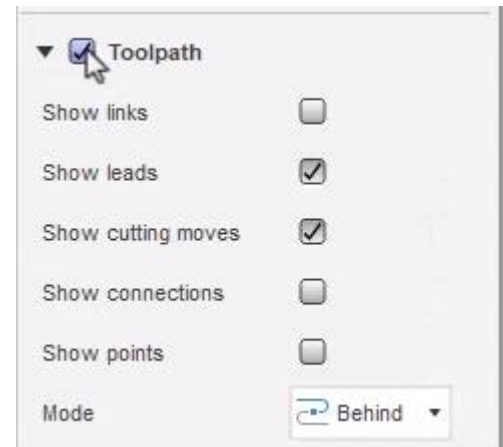 Toolpath
Show links
Show leads
Show cutting moves
Show connections
Show points
Mode Behind